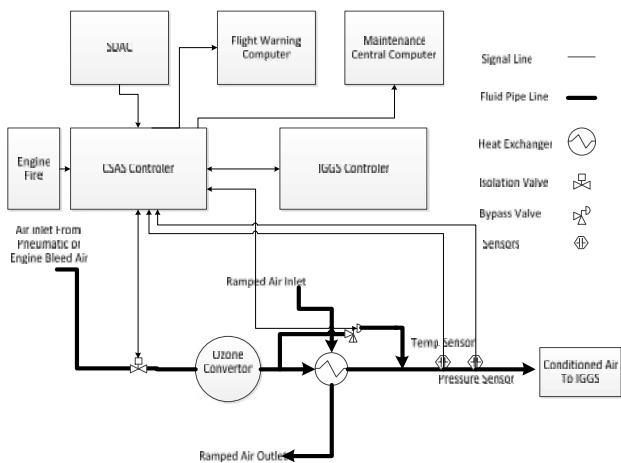 SDAC
Flight Warning
Computer
Maintenance
Central Computer
Signal Line
Fluid Pipe Line
Heat Exchanger
Isolation Valve
Bypass Valve
Sensors
Engine
Fire
CSAS Controler
IGGS Controler
Air Inlet From
Pneumatic or
Engine Bleed Air
Ramped Air Inlet
Ozone
Convertor
Temp. Sensor
Pressure Sensor
Conditioned Air
To IGGS
Ramped Air Outlet